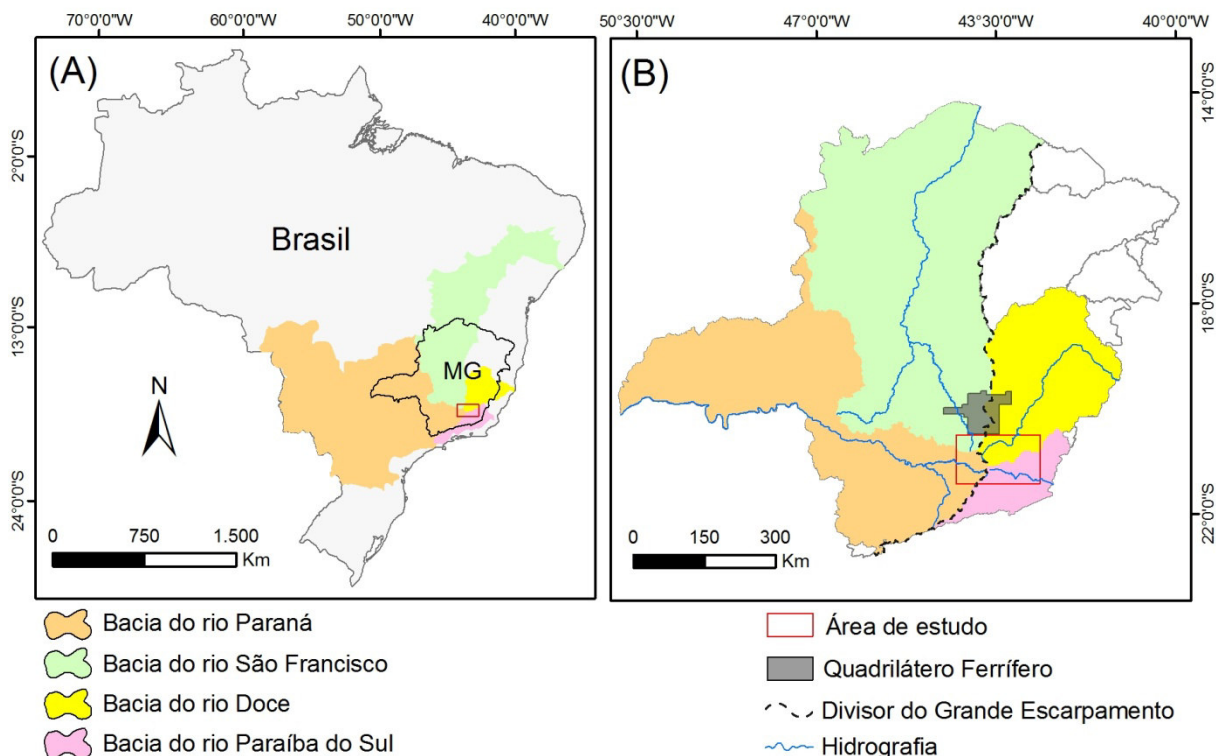 70°0'0"W 60°0'0"W 50°0'0"W 40°0'0"W
(A)
2°0'0"S
13°0'0"S
24°0'0"S
Brasil
MG
N
0 750 1.500
Km
50°30'0"W 47°0'0"W 43°30'0"W 40°0'0"W
(B)
14°0'0"S
18°0'0"S
22°0'0"S
0 150 300
Km
Bacia do rio Paraná
Bacia do rio São Francisco
Bacia do rio Doce
Bacia do rio Paraíba do Sul
Área de estudo
Quadrilátero Ferrífero
Divisor do Grande Escarpamento
Hidrografia